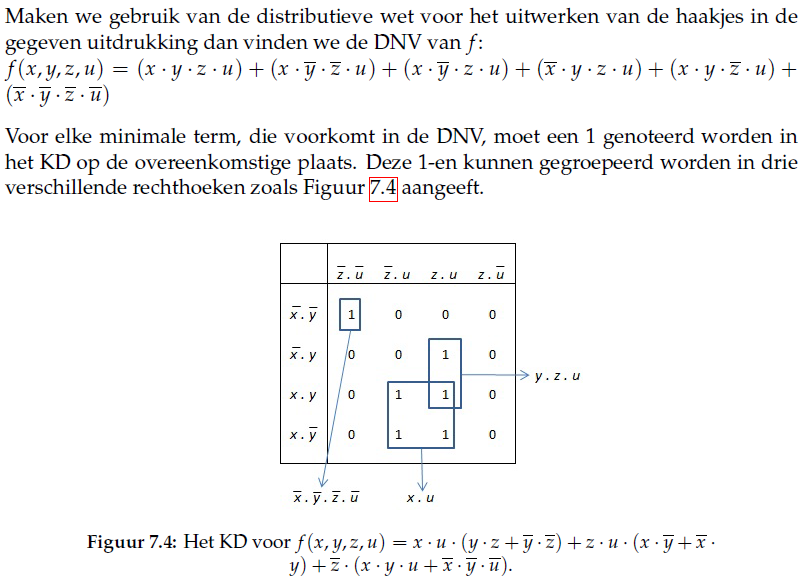 Maken we gebruik van de distributieve wet voor het uitwerken van de haakjes in de
gegeven uitdrukking dan vinden we de DNV van f:
f(x, y, z, u) = (x · y · z · u) + (x · y̅ · z̅ · u) + (x · y̅ · z · u) + (x̅ · y · z · u) + (x · y · z̅ · u) +
(x̅ · y̅ · z̅ · u̅)
Voor elke minimale term, die voorkomt in de DNV, moet een 1 genoteerd worden in
het KD op de overeenkomstige plaats. Deze 1-en kunnen gegroepeerd worden in drie
verschillende rechthoeken zoals Figuur 7.4 aangeeft.
z̅.u̅ z̅.u z.u z.u̅
x̅.y̅ 1 0 0 0
x̅.y 0 0 1 0
y.z.u
x.y 0 1 1 0
x.y̅ 0 1 1 0
x̅.y̅.z̅.u̅ x.u
Figuur 7.4: Het KD voor f(x, y, z, u) = x · u · (y · z + y̅ · z̅) + z · u · (x · y̅ + x̅ ·
y) + z̅ · (x · y · u + x̅ · y̅ · u̅).